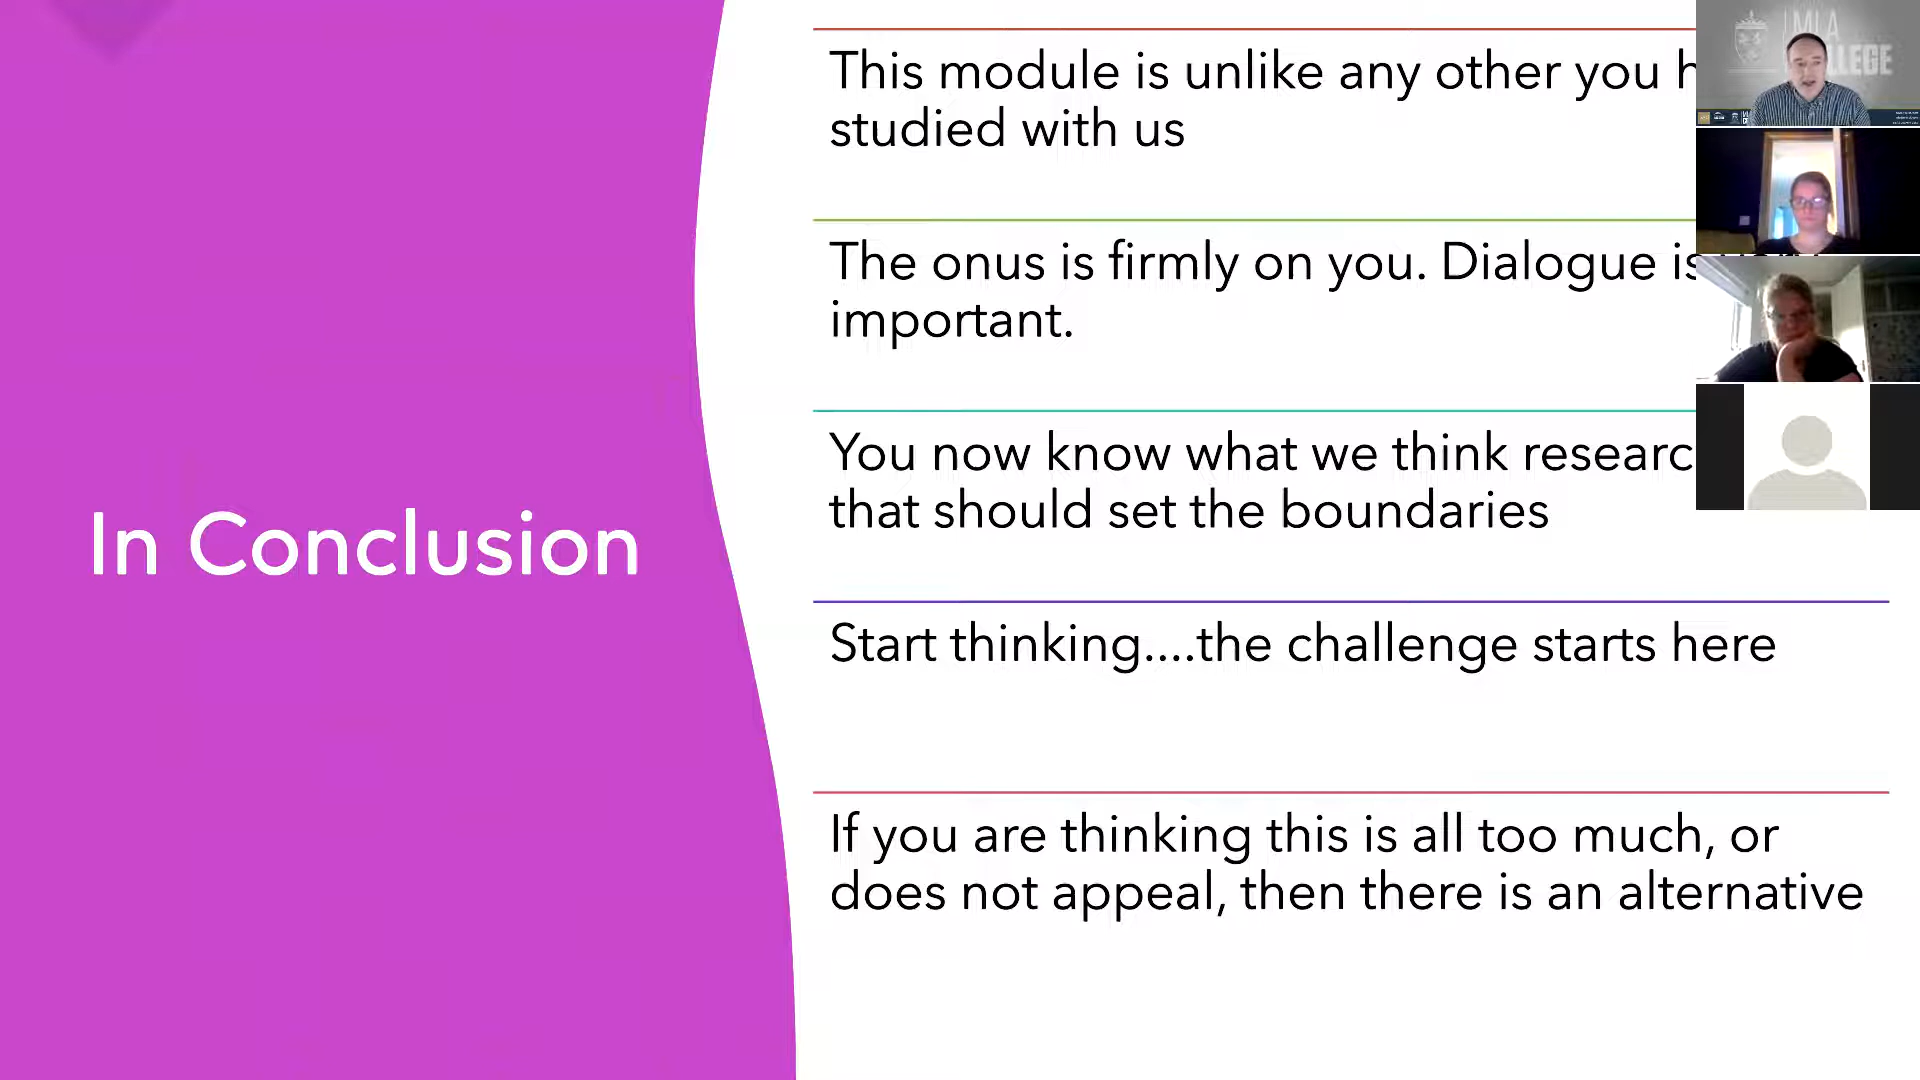 In Conclusion
This module is unlike any other you
studied with us
The onus is firmly on you. Dialogue is
important.
You now know what we think
that should set the boundaries
Start thinking....the challenge starts here
If you are thinking this is all too much, or
does not appeal, then there is an alternative
MLA